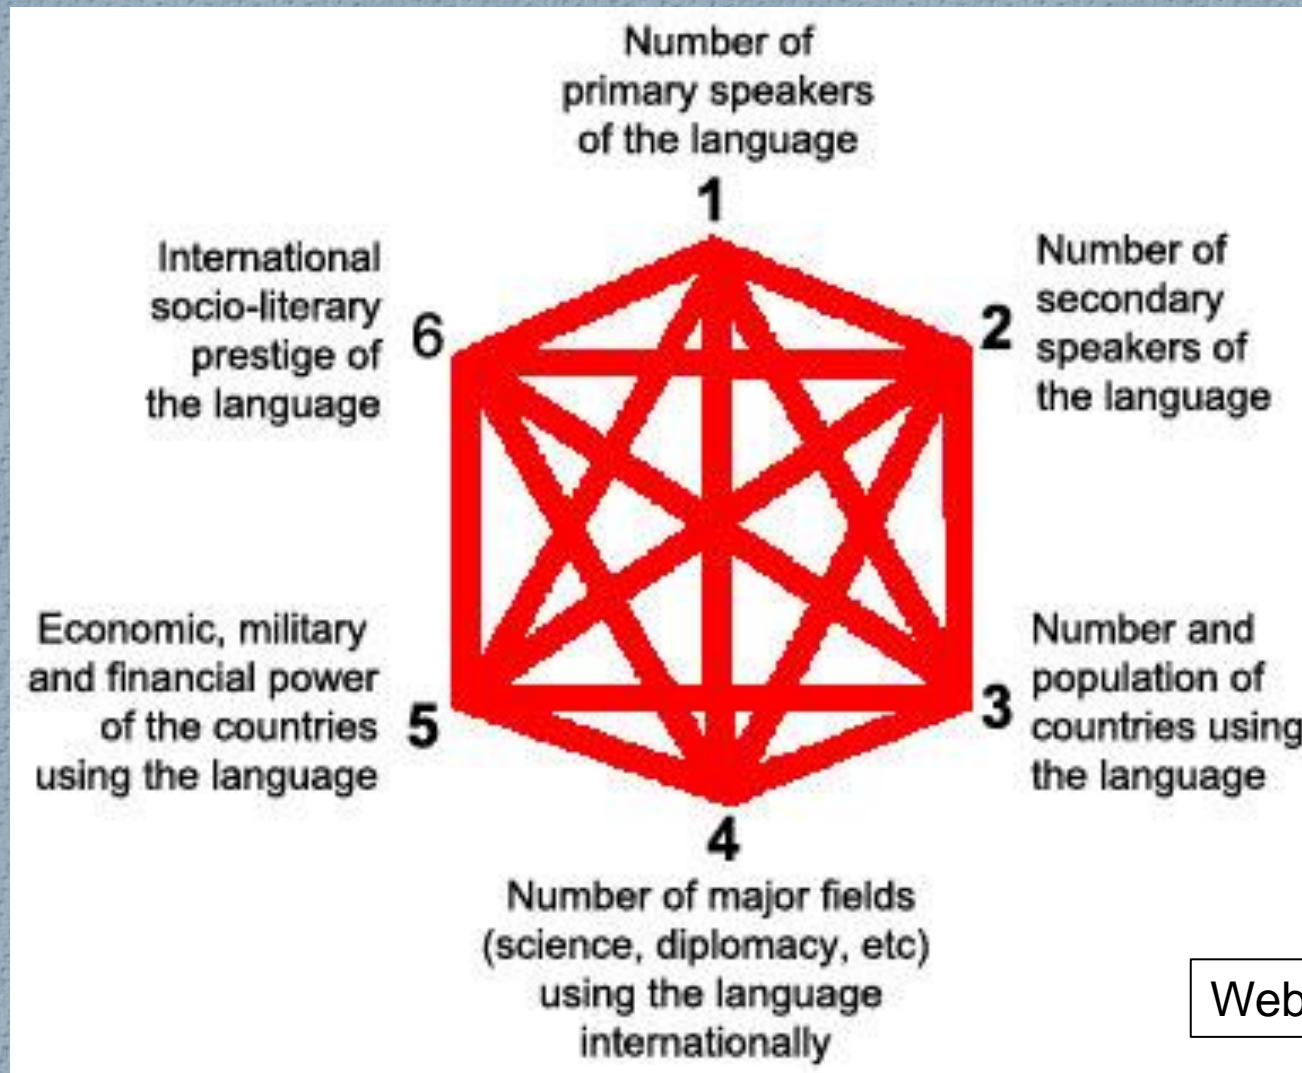 Number of
primary speakers
of the language
1
International
socio-literary
prestige of
the language
6
2
Number of
secondary
speakers of
the language
Economic, military
and financial power
of the countries
using the language
5
3
Number and
population of
countries using
the language
4
Number of major fields
(science, diplomacy, etc)
using the language
internationally
Web